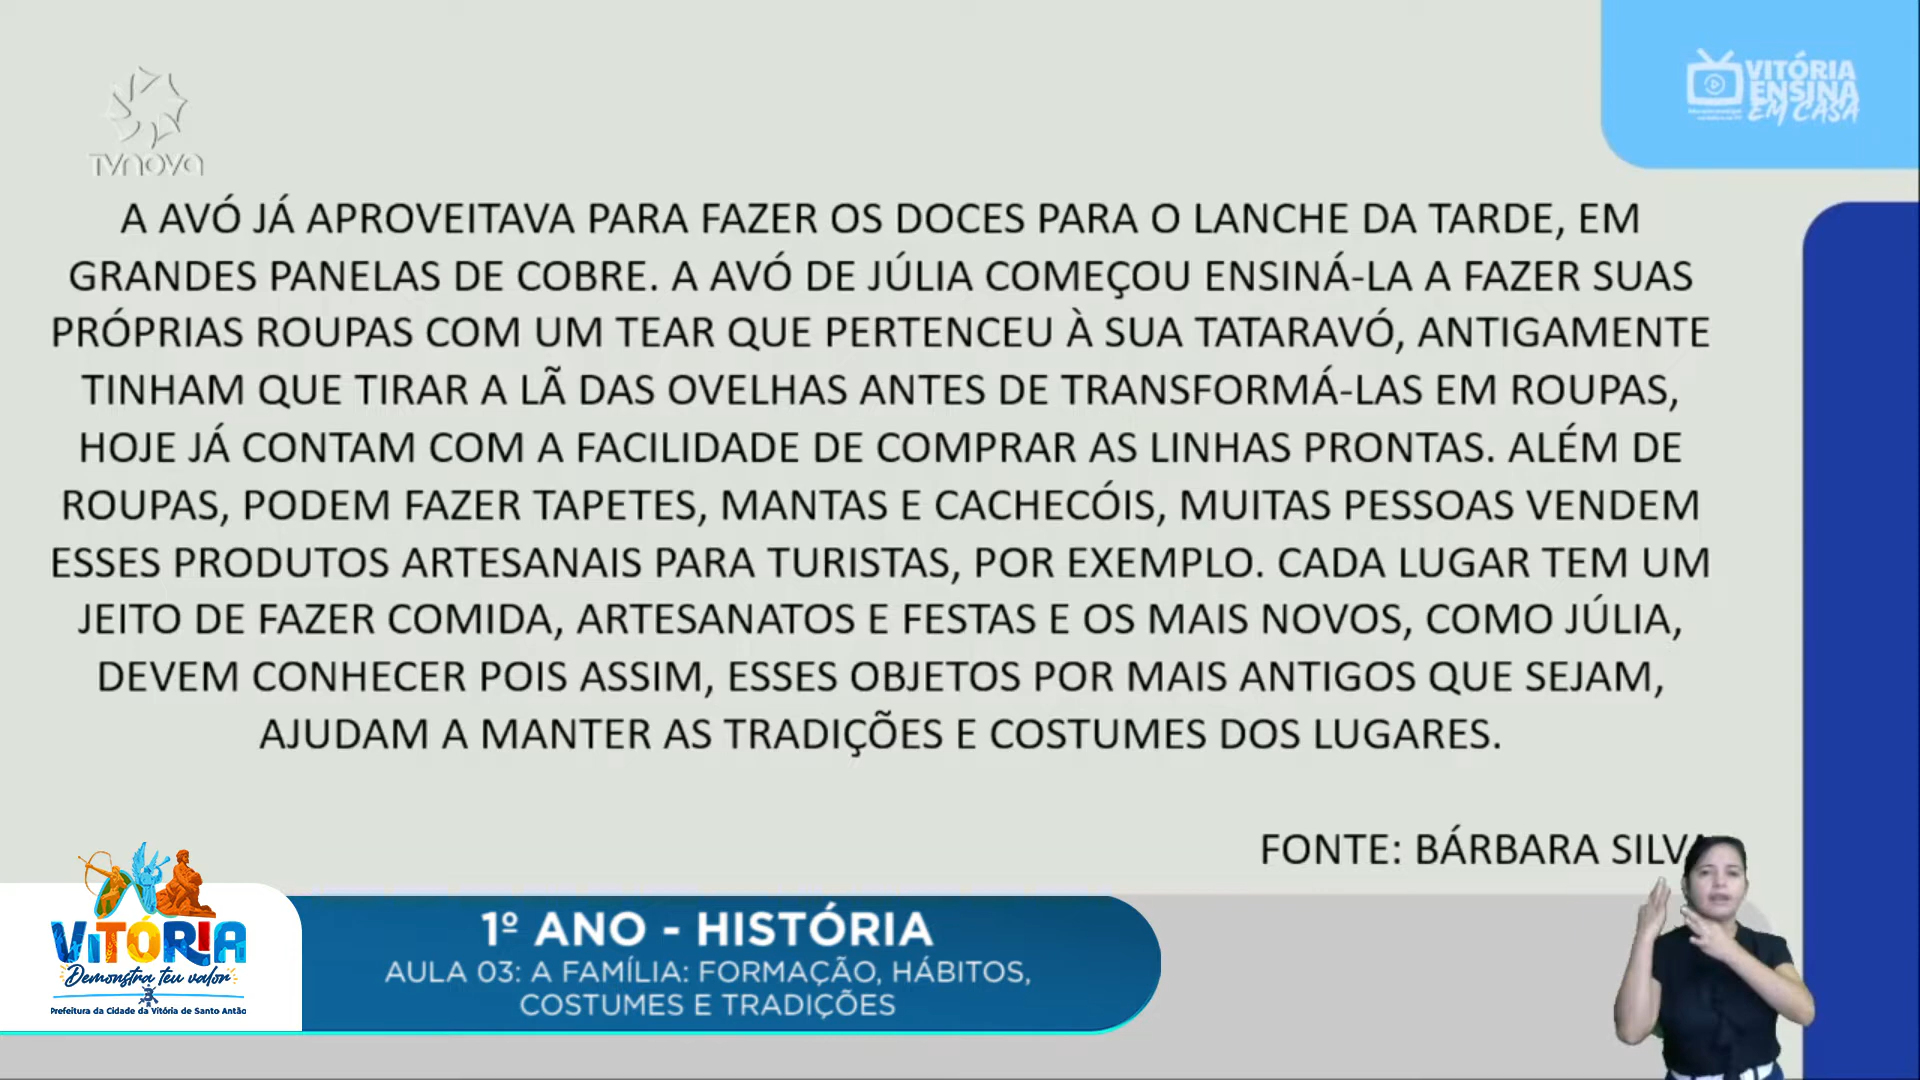 TVNOVA
VITÓRIA
ENSINA
EM CASA
A AVÓ JÁ APROVEITAVA PARA FAZER OS DOCES PARA O LANCHE DA TARDE, EM
GRANDES PANELAS DE COBRE. A AVÓ DE JÚLIA COMEÇOU ENSINÁ-LA A FAZER SUAS
PRÓPRIAS ROUPAS COM UM TEAR QUE PERTENCEU À SUA TATARAVÓ, ANTIGAMENTE
TINHAM QUE TIRAR A LÃ DAS OVELHAS ANTES DE TRANSFORMÁ-LAS EM ROUPAS,
HOJE JÁ CONTAM COM A FACILIDADE DE COMPRAR AS LINHAS PRONTAS. ALÉM DE
ROUPAS, PODEM FAZER TAPETES, MANTAS E CACHECÓIS, MUITAS PESSOAS VENDEM
ESSES PRODUTOS ARTESANAIS PARA TURISTAS, POR EXEMPLO. CADA LUGAR TEM UM
JEITO DE FAZER COMIDA, ARTESANATOS E FESTAS E OS MAIS NOVOS, COMO JÚLIA,
DEVEM CONHECER POIS ASSIM, ESSES OBJETOS POR MAIS ANTIGOS QUE SEJAM,
AJUDAM A MANTER AS TRADIÇÕES E COSTUMES DOS LUGARES.
FONTE: BÁRBARA SILVA
VITÓRIA
Demonstra teu valor
Prefeitura da Cidade da Vitória de Santo Antão
1º ANO - HISTÓRIA
AULA 03: A FAMÍLIA: FORMAÇÃO, HÁBITOS,
COSTUMES E TRADIÇÕES